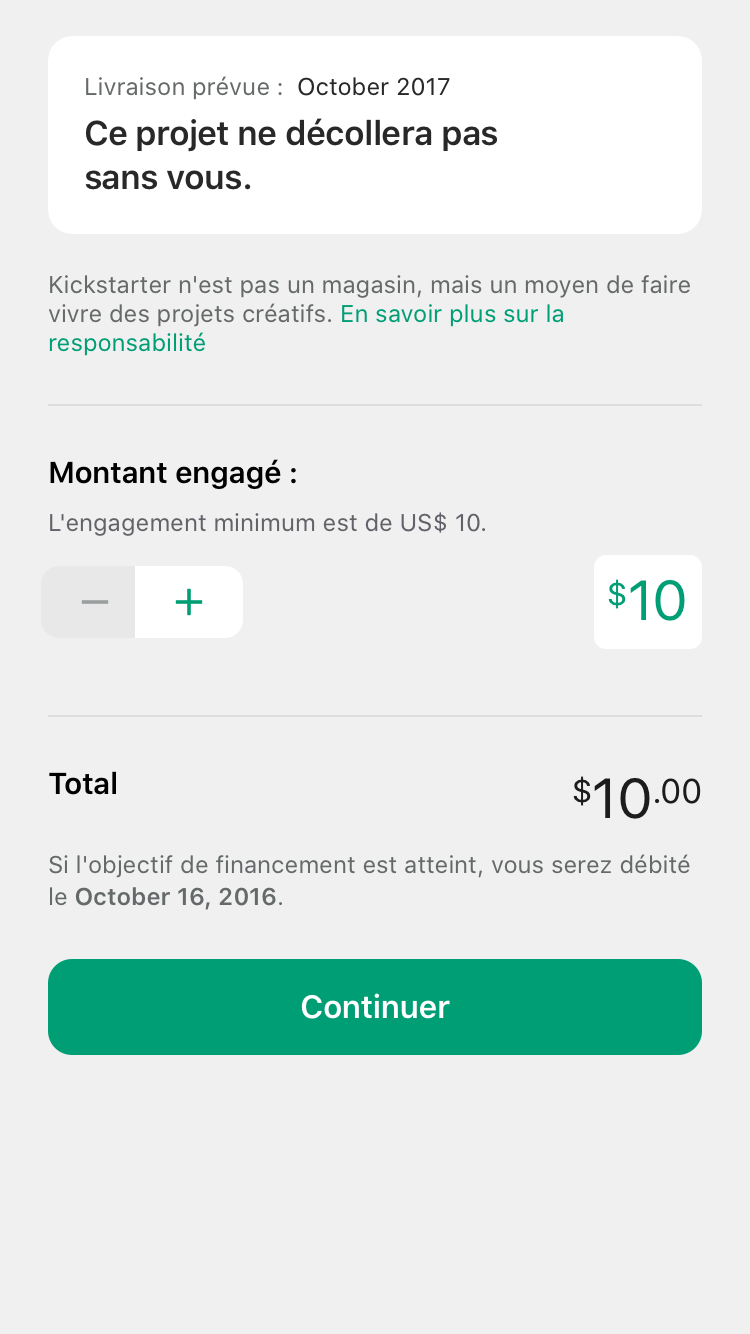 Livraison prévue : October 2017
Ce projet ne décollera pas
sans vous.
Kickstarter n'est pas un magasin, mais un moyen de faire
vivre des projets créatifs. En savoir plus sur la
responsabilité
Montant engagé :
L'engagement minimum est de US$ 10.
− +
$10
Total
$10.00
Si l'objectif de financement est atteint, vous serez débité
le October 16, 2016.
Continuer